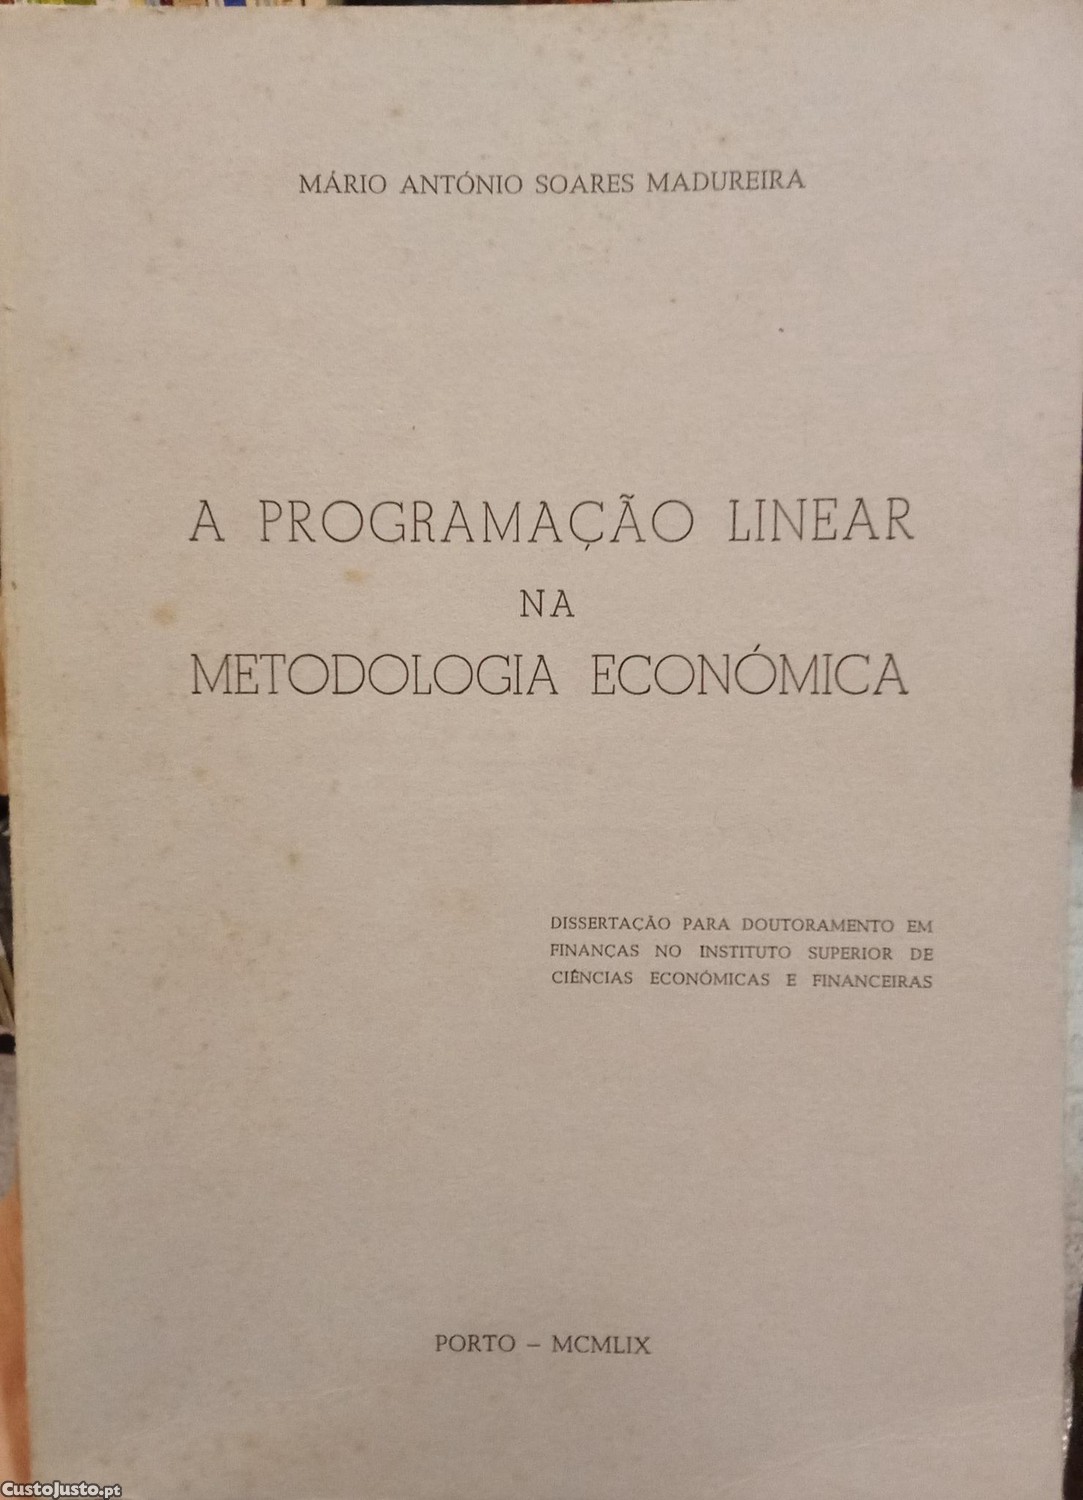 MÁRIO ANTÓNIO SOARES MADUREIRA
A PROGRAMAÇÃO LINEAR
NA
METODOLOGIA ECONÓMICA
DISSERTAÇÃO PARA DOUTORAMENTO EM
FINANÇAS NO INSTITUTO SUPERIOR DE
CIÊNCIAS ECONÓMICAS E FINANCEIRAS
PORTO – MCMLIX
CustoJusto.pt